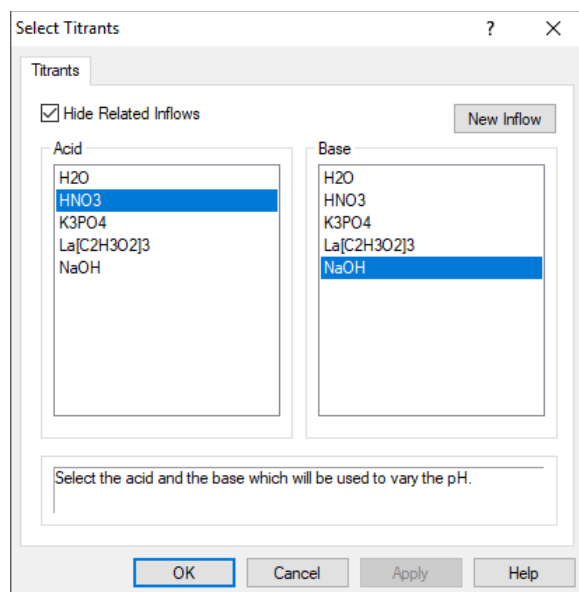 Select Titrants
?
Titrants
Hide Related Inflows
New Inflow
Acid
H2O
HNO3
K3PO4
La[C2H3O2]3
NaOH
Base
H2O
HNO3
K3PO4
La[C2H3O2]3
NaOH
Select the acid and the base which will be used to vary the pH.
OK
Cancel
Apply
Help